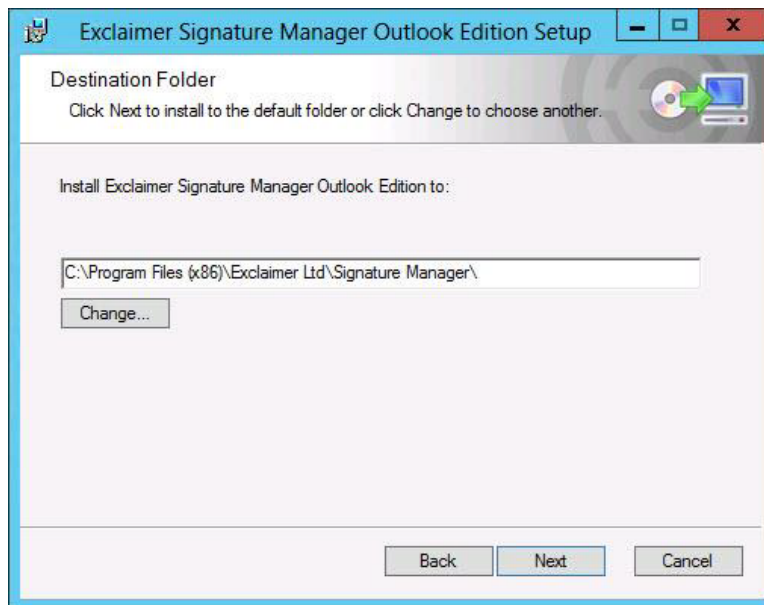 Exclaimer Signature Manager Outlook Edition Setup
Destination Folder
Click Next to install to the default folder or click Change to choose another.
Install Exclaimer Signature Manager Outlook Edition to:
C:\Program Files (x86)\Exclaimer Ltd\Signature Manager\
Change...
Back Next Cancel